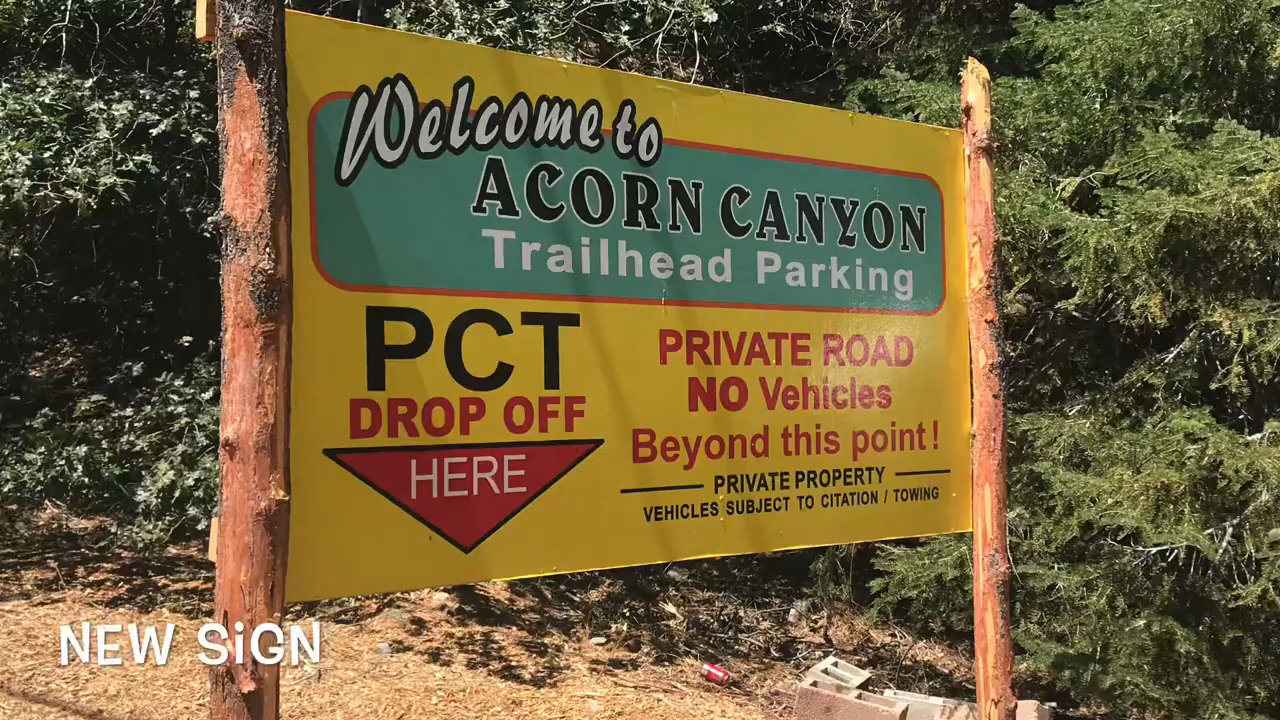 Welcome to
ACORN CANYON
Trailhead Parking
PCT
DROP OFF
HERE
PRIVATE ROAD
NO Vehicles
Beyond this point!
PRIVATE PROPERTY
VEHICLES SUBJECT TO CITATION / TOWING
NEW SiGN